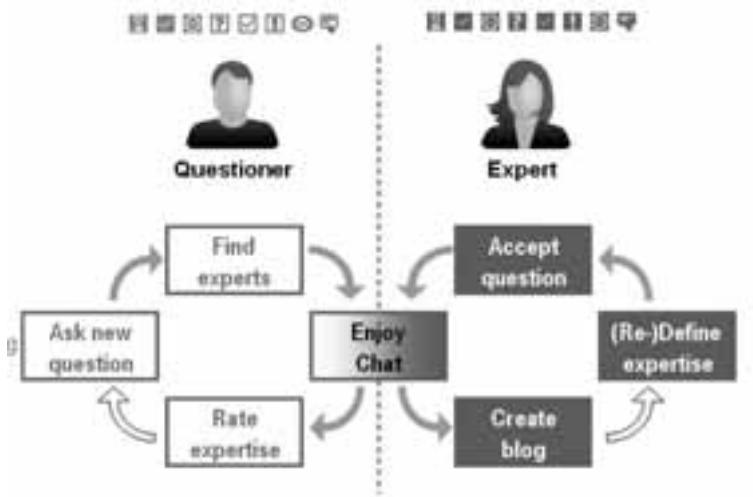 Questioner
Expert
Find
experts
Accept
question
Ask new
question
Enjoy
Chat
(Re-)Define
expertise
Rate
expertise
Create
blog